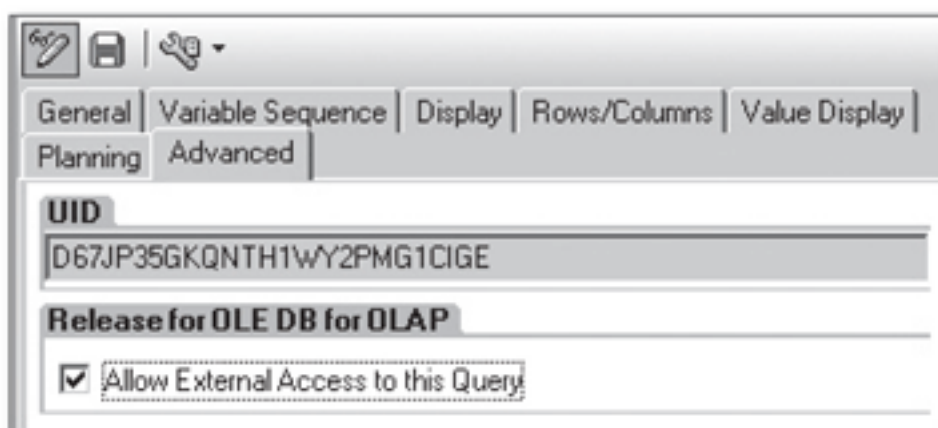 General Variable Sequence Display Rows/Columns Value Display
Planning Advanced
UID
D67JP35GKQNTH1WY2PMG1CIGE
Release for OLE DB for OLAP
Allow External Access to this Query